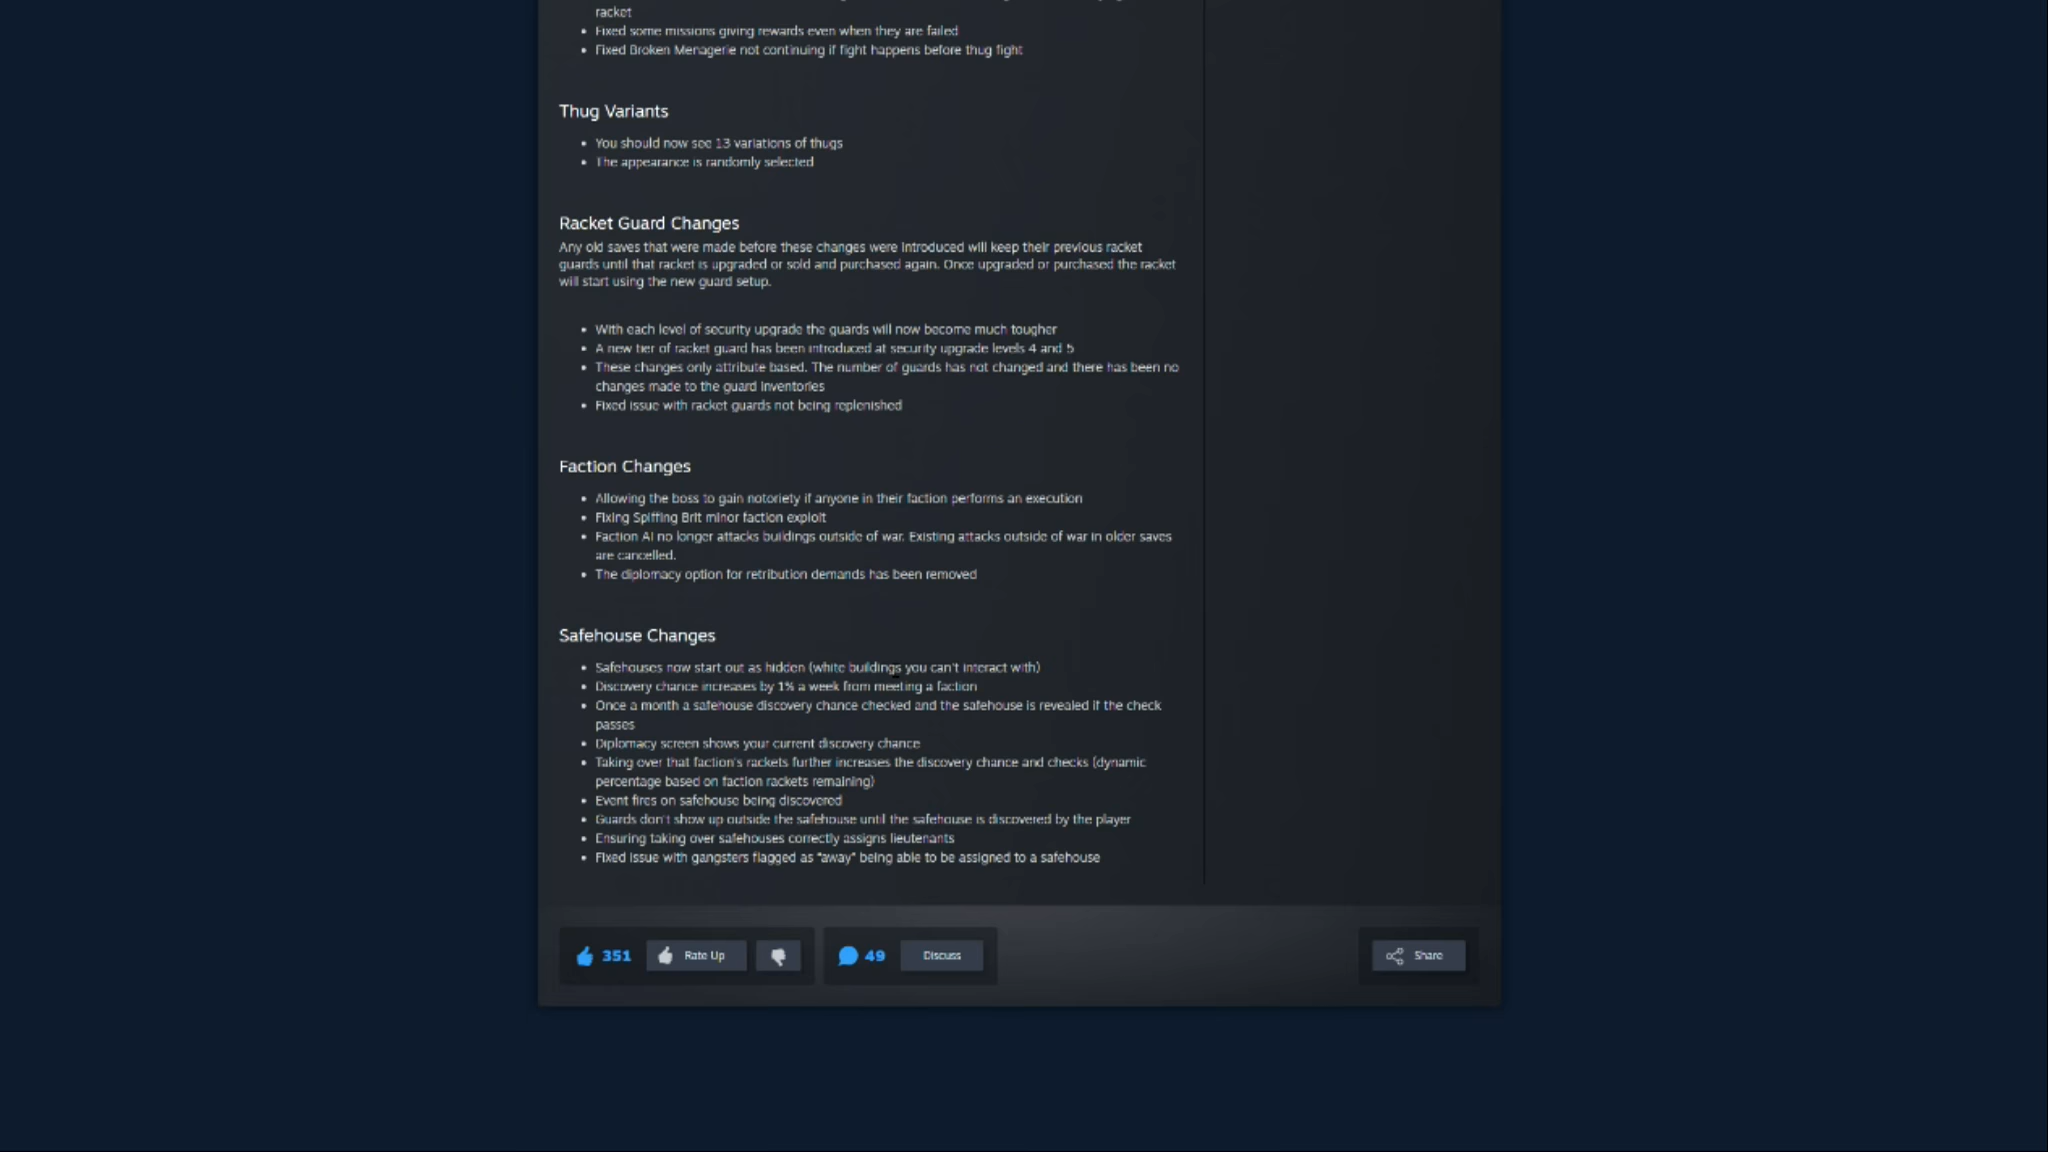 racket
Fixed some missions giving rewards even when they are failed
Fixed Broken Menagerie not continuing if fight happens before thug fight
Thug Variants
You should now see 13 variations of thugs
The appearance is randomly selected
Racket Guard Changes
Any old saves that were made before these changes were introduced will keep their previous racket
guards until that racket is upgraded or sold and purchased again. Once upgraded or purchased the racket
will start using the new guard setup.
With each level of security upgrade the guards will now become much tougher
A new tier of racket guard has been introduced at security upgrade levels 4 and 5
These changes only attribute based. The number of guards has not changed and there has been no
changes made to the guard inventories
Fixed issue with racket guards not being replenished
Faction Changes
Allowing the boss to gain notoriety if anyone in their faction performs an execution
Fixing Spiffing Brit minor faction exploit
Faction AI no longer attacks buildings outside of war. Existing attacks outside of war in older saves
are cancelled.
The diplomacy option for retribution demands has been removed
Safehouse Changes
Safehouses now start out as hidden (white buildings you can't interact with)
Discovery chance increases by 1% a week from meeting a faction
Once a month a safehouse discovery chance checked and the safehouse is revealed if the check
passes
Diplomacy screen shows your current discovery chance
Taking over that faction's rackets further increases the discovery chance and checks (dynamic
percentage based on faction rackets remaining)
Event fires on safehouse being discovered
Guards don't show up outside the safehouse until the safehouse is discovered by the player
Ensuring taking over safehouses correctly assigns lieutenants
Fixed issue with gangsters flagged as "away" being able to be assigned to a safehouse
351 Rate Up 49 Discuss Share